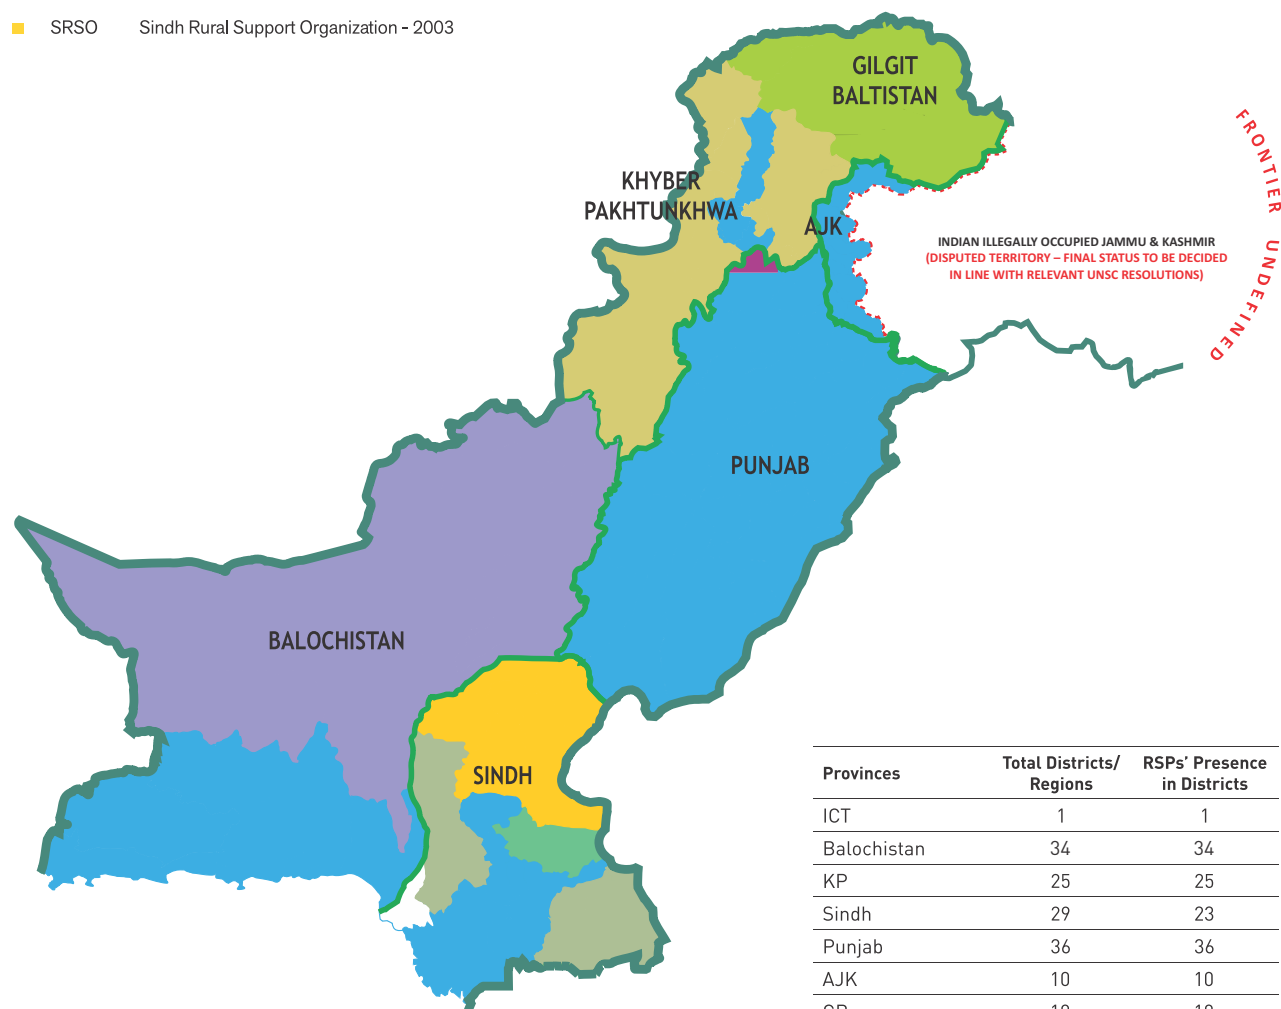 SRSO Sindh Rural Support Organization - 2003
GILGIT
BALTISTAN
KHYBER
PAKHTUNKHWA
AJK
FRONTIER UNDEFINED
INDIAN ILLEGALLY OCCUPIED JAMMU & KASHMIR
(DISPUTED TERRITORY – FINAL STATUS TO BE DECIDED
IN LINE WITH RELEVANT UNSC RESOLUTIONS)
PUNJAB
BALOCHISTAN
SINDH
Provinces Total Districts/ Regions RSPs' Presence in Districts
ICT 1 1
Balochistan 34 34
KP 25 25
Sindh 29 23
Punjab 36 36
AJK 10 10